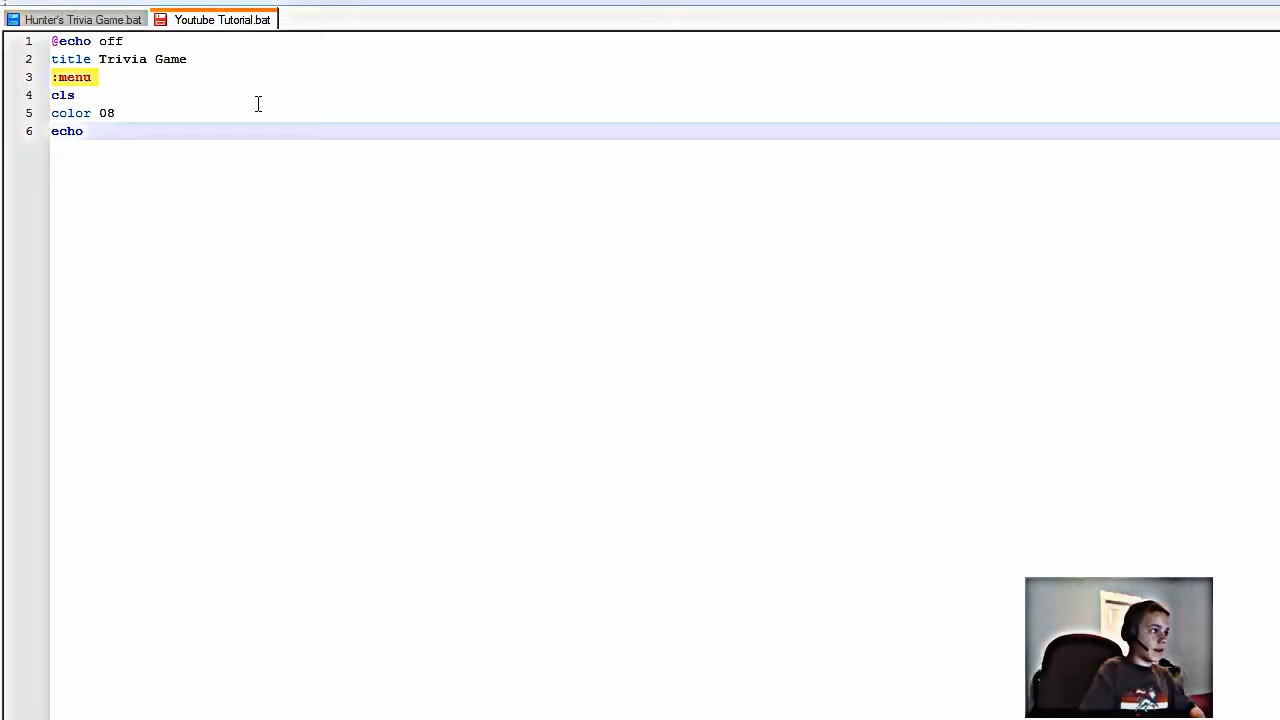 Hunter's Trivia Game.bat
Youtube Tutorial.bat
1 @echo off
2 title Trivia Game
3 :menu
4 cls
5 color 08
6 echo